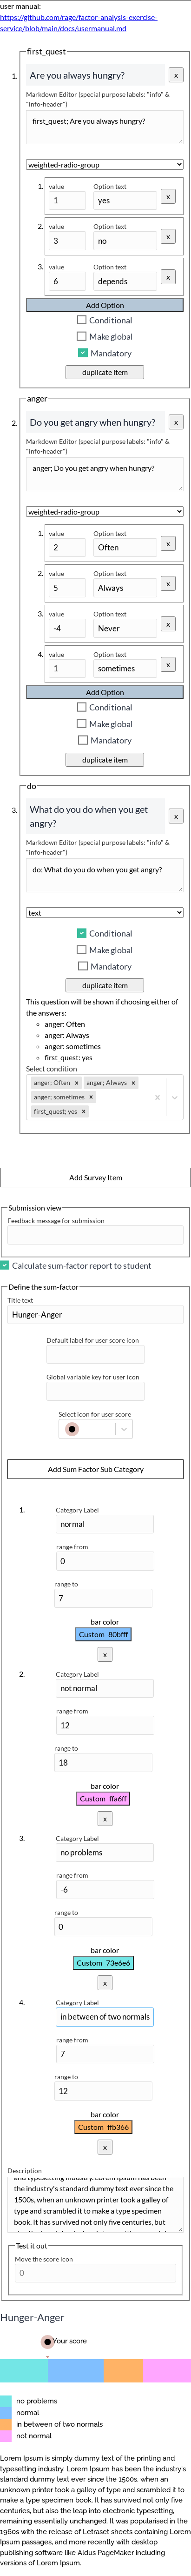 user manual:
https://github.com/rage/factor-analysis-exercise-
service/blob/main/docs/usermanual.md
first_quest
1.
Are you always hungry?
x
Markdown Editor (special purpose labels: "info" &
"info-header")
first_quest; Are you always hungry?
weighted-radio-group
1. value Option text
1 yes x
2. value Option text
3 no x
3. value Option text
6 depends x
Add Option
Conditional
Make global
Mandatory
duplicate item
anger
2.
Do you get angry when hungry?
x
Markdown Editor (special purpose labels: "info" &
"info-header")
anger; Do you get angry when hungry?
weighted-radio-group
1. value Option text
2 Often x
2. value Option text
5 Always x
3. value Option text
-4 Never x
4. value Option text
1 sometimes x
Add Option
Conditional
Make global
Mandatory
duplicate item
do
3.
What do you do when you get
angry?
x
Markdown Editor (special purpose labels: "info" &
"info-header")
do; What do you do when you get angry?
text
Conditional
Make global
Mandatory
duplicate item
This question will be shown if choosing either of
the answers:
anger: Often
anger: Always
anger: sometimes
first_quest: yes
Select condition
anger; Often x anger; Always x
anger; sometimes x
first_quest; yes x
Add Survey Item
Submission view
Feedback message for submission
Calculate sum-factor report to student
Define the sum-factor
Title text
Hunger-Anger
Default label for user score icon
Global variable key for user icon
Select icon for user score
Add Sum Factor Sub Category
1. Category Label
normal
range from
0
range to
7
bar color
Custom 80bfff
x
2. Category Label
not normal
range from
12
range to
18
bar color
Custom ffa6ff
x
3. Category Label
no problems
range from
-6
range to
0
bar color
Custom 73e6e6
x
4. Category Label
in between of two normals
range from
7
range to
12
bar color
Custom ffb366
x
Description
and typesetting industry. Lorem Ipsum has been
the industry's standard dummy text ever since the
1500s, when an unknown printer took a galley of
type and scrambled it to make a type specimen
book. It has survived not only five centuries, but
Test it out
Move the score icon
0
Hunger-Anger
Your score
no problems
normal
in between of two normals
not normal
Lorem Ipsum is simply dummy text of the printing and
typesetting industry. Lorem Ipsum has been the industry's
standard dummy text ever since the 1500s, when an
unknown printer took a galley of type and scrambled it to
make a type specimen book. It has survived not only five
centuries, but also the leap into electronic typesetting,
remaining essentially unchanged. It was popularised in the
1960s with the release of Letraset sheets containing Lorem
Ipsum passages, and more recently with desktop
publishing software like Aldus PageMaker including
versions of Lorem Ipsum.